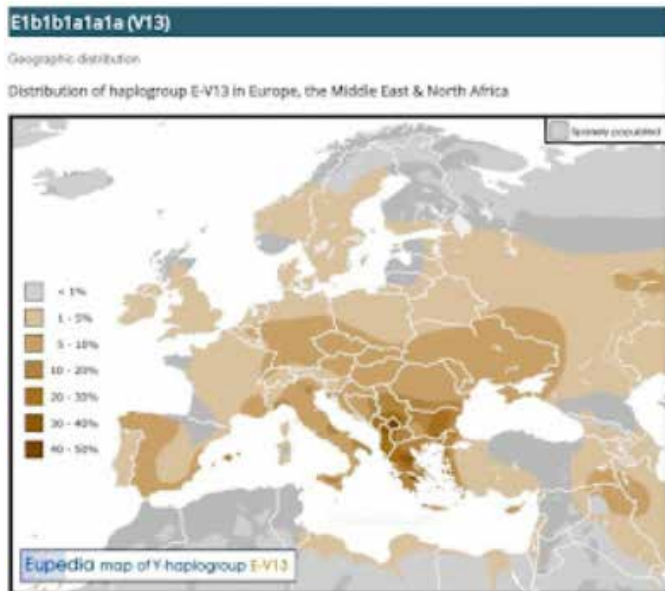 E1b1b1a1a1a (V13)
Geographic distribution
Distribution of haplogroup E-V13 in Europe, the Middle East & North Africa
Sparsely populated
< 1%
1 - 5%
5 - 10%
10 - 20%
20 - 30%
30 - 40%
40 - 50%
Eupedia map of Y-haplogroup E-V13